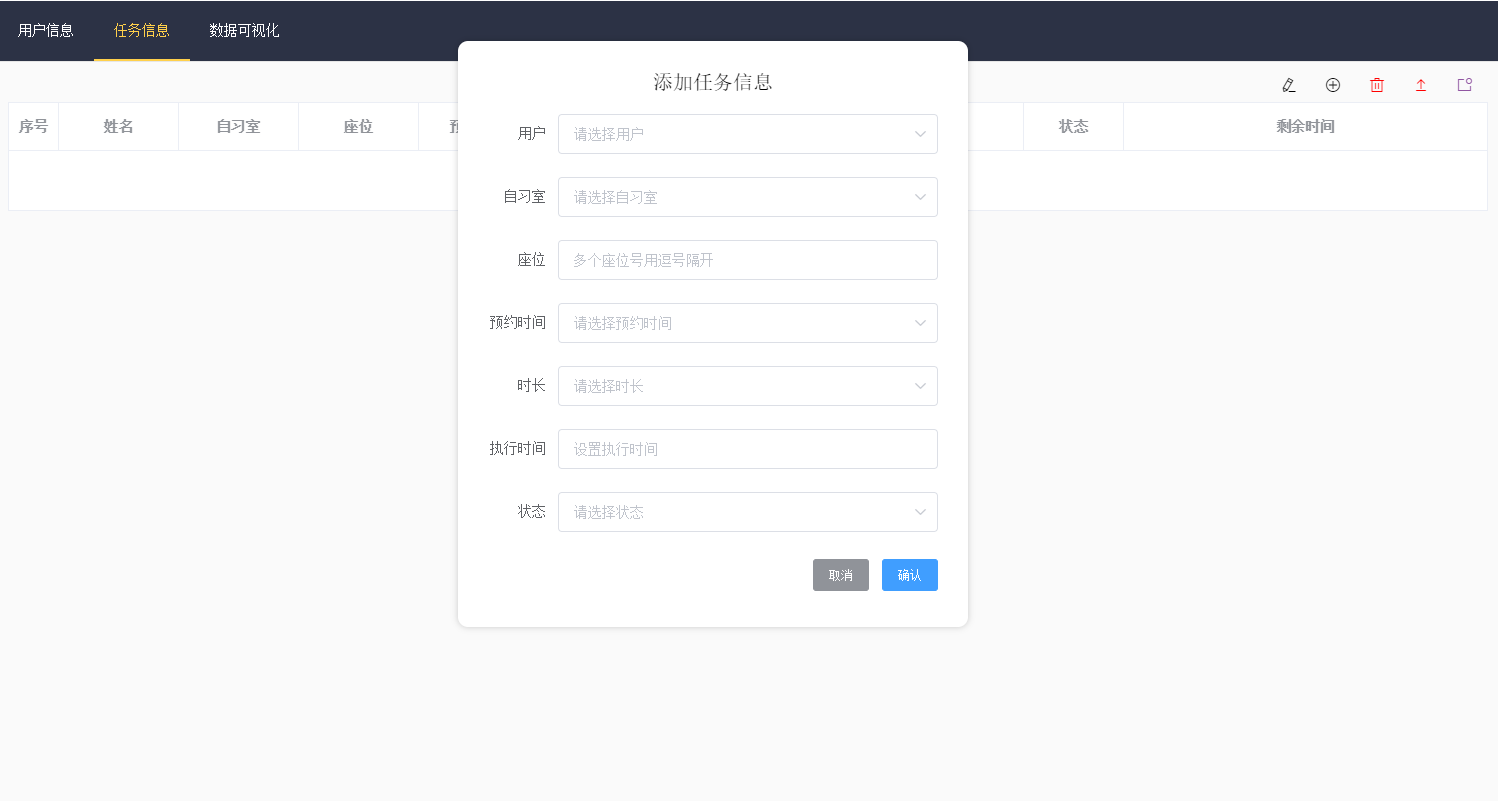 用户信息 任务信息 数据可视化
添加任务信息
序号 姓名 自习室 座位 状态 剩余时间
用户 请选择用户
自习室 请选择自习室
座位 多个座位号用逗号隔开
预约时间 请选择预约时间
时长 请选择时长
执行时间 设置执行时间
状态 请选择状态
取消 确认